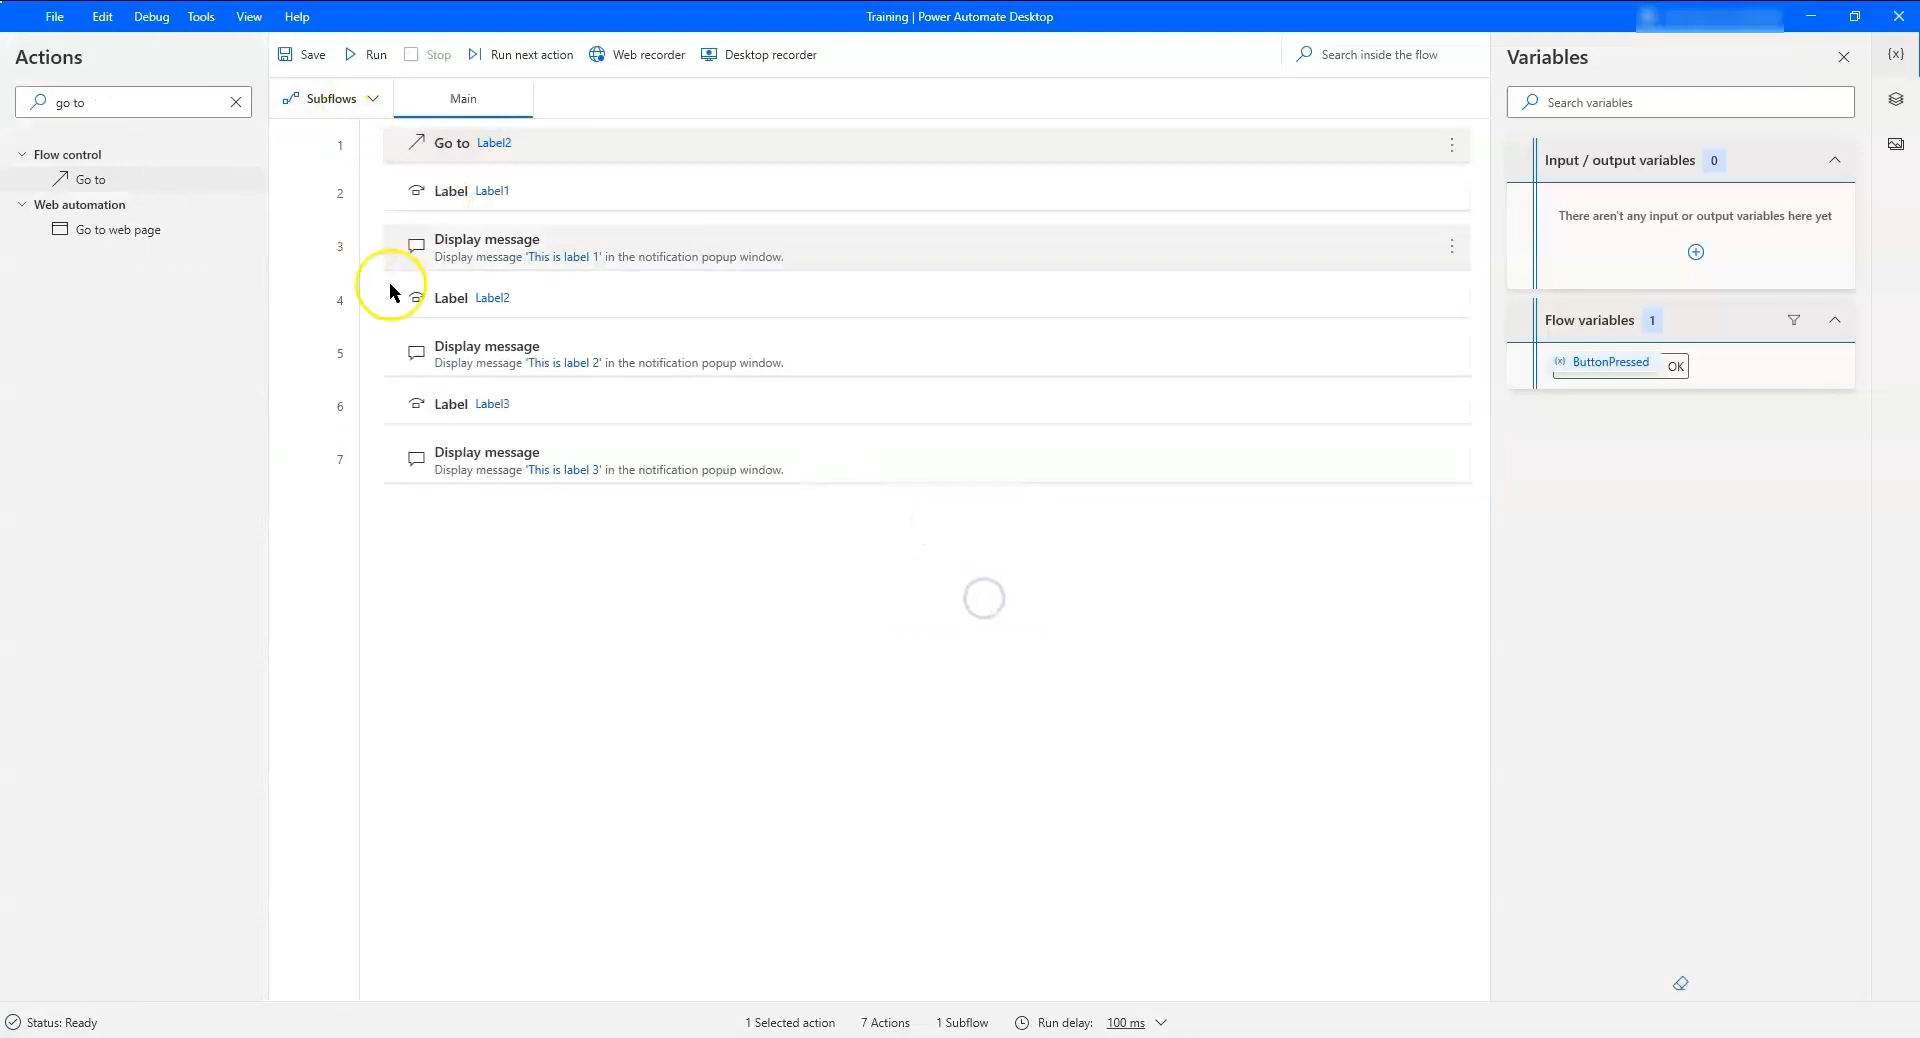 File Edit Debug Tools View Help
Training | Power Automate Desktop
Actions
go to
Flow control
Go to
Web automation
Go to web page
Save Run Stop Run next action Web recorder Desktop recorder
Search inside the flow
Subflows Main
1 Go to Label2
2 Label Label1
3 Display message
Display message 'This is label 1' in the notification popup window.
4 Label Label2
5 Display message
Display message 'This is label 2' in the notification popup window.
6 Label Label3
7 Display message
Display message 'This is label 3' in the notification popup window.
Variables
{x}
Search variables
Input / output variables 0
There aren't any input or output variables here yet
Flow variables 1
(x) ButtonPressed OK
Status: Ready
1 Selected action 7 Actions 1 Subflow Run delay: 100 ms